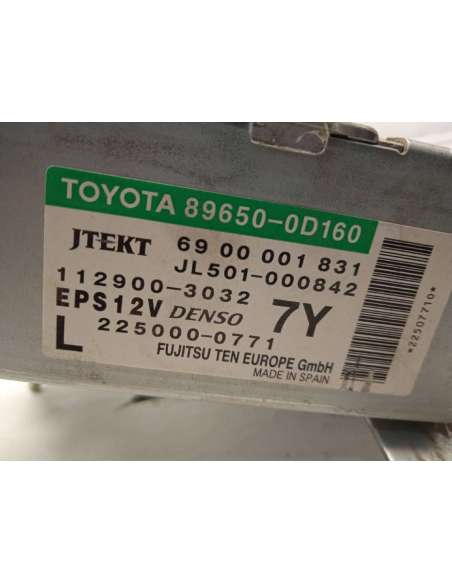 TOYOTA 89650-0D160
JTEKT 69 00 001 831
JL501-000842
112900-3032
EPS12V DENSO 7Y
L 225000-0771
FUJITSU TEN EUROPE GmbH
MADE IN SPAIN
*22507710*